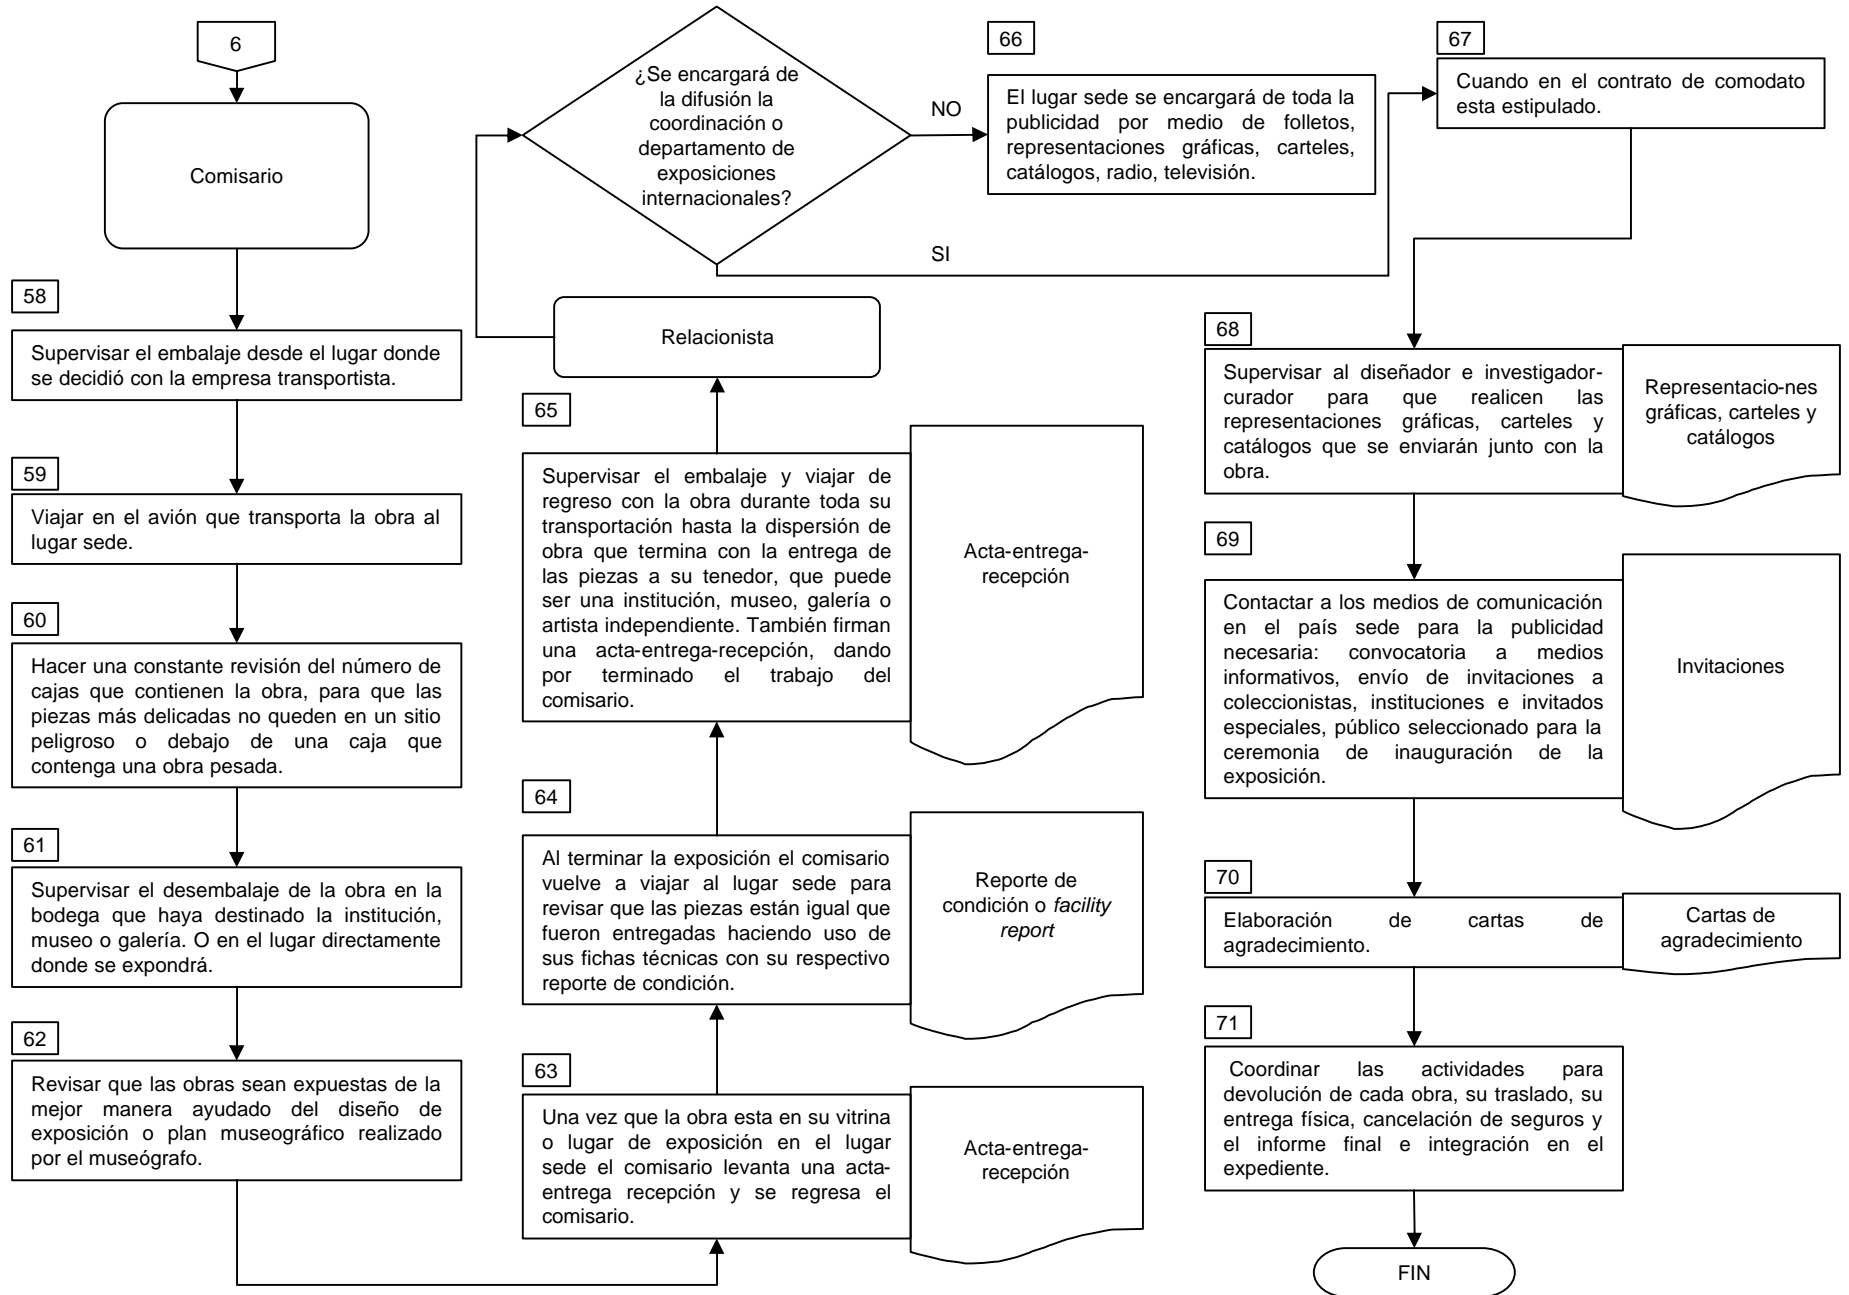 6
Comisario
58
Supervisar el embalaje desde el lugar donde
se decidió con la empresa transportista.
59
Viajar en el avión que transporta la obra al
lugar sede.
60
Hacer una constante revisión del número de
cajas que contienen la obra, para que las
piezas más delicadas no queden en un sitio
peligroso o debajo de una caja que
contenga una obra pesada.
61
Supervisar el desembalaje de la obra en la
bodega que haya destinado la institución,
museo o galería. O en el lugar directamente
donde se expondrá.
62
Revisar que las obras sean expuestas de la
mejor manera ayudado del diseño de
exposición o plan museográfico realizado
por el museógrafo.
63
Una vez que la obra esta en su vitrina
o lugar de exposición en el lugar
sede el comisario levanta una acta-
entrega recepción y se regresa el
comisario.
Acta-entrega-
recepción
64
Al terminar la exposición el comisario
vuelve a viajar al lugar sede para
revisar que las piezas están igual que
fueron entregadas haciendo uso de
sus fichas técnicas con su respectivo
reporte de condición.
Reporte de
condición o facility
report
65
Supervisar el embalaje y viajar de
regreso con la obra durante toda su
transportación hasta la dispersión de
obra que termina con la entrega de
las piezas a su tenedor, que puede
ser una institución, museo, galería o
artista independiente. También firman
una acta-entrega-recepción, dando
por terminado el trabajo del
comisario.
Acta-entrega-
recepción
Relacionista
¿Se encargará de
la difusión la
coordinación o
departamento de
exposiciones
internacionales?
NO
SI
66
El lugar sede se encargará de toda la
publicidad por medio de folletos,
representaciones gráficas, carteles,
catálogos, radio, televisión.
67
Cuando en el contrato de comodato
esta estipulado.
68
Supervisar al diseñador e investigador-
curador para que realicen las
representaciones gráficas, carteles y
catálogos que se enviarán junto con la
obra.
Representacio-nes
gráficas, carteles y
catálogos
69
Contactar a los medios de comunicación
en el país sede para la publicidad
necesaria: convocatoria a medios
informativos, envío de invitaciones a
coleccionistas, instituciones e invitados
especiales, público seleccionado para la
ceremonia de inauguración de la
exposición.
Invitaciones
70
Elaboración de cartas de
agradecimiento.
Cartas de
agradecimiento
71
Coordinar las actividades para
devolución de cada obra, su traslado, su
entrega física, cancelación de seguros y
el informe final e integración en el
expediente.
FIN